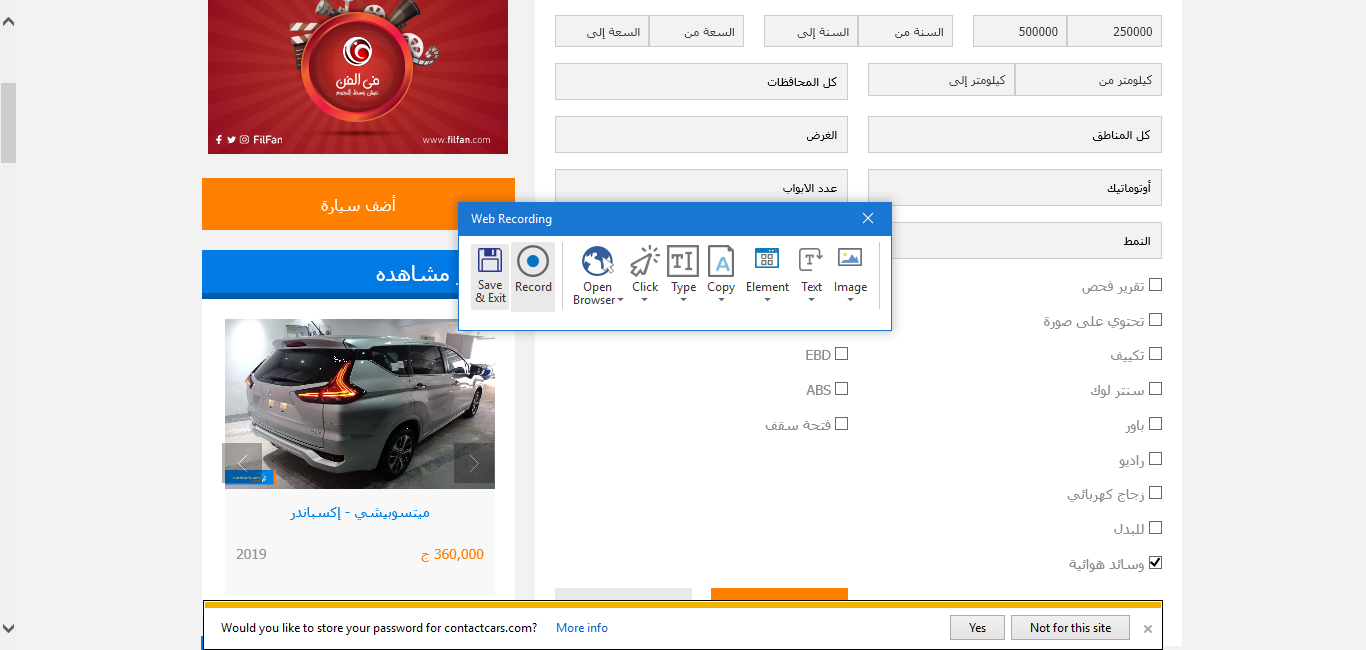 في الفن
عيش وسط النجوم
FilFan
www.filfan.com
250000
500000
السنة من
السنة إلى
السعة من
السعة إلى
كيلومتر من
كيلومتر إلى
كل المحافظات
كل المناطق
الغرض
أوتوماتيك
عدد الابواب
النمط
أضف سيارة
مشاهده
Web Recording
Save & Exit
Record
Open Browser
Click
Type
Copy
Element
Text
Image
تقرير فحص
تحتوي على صورة
تكييف
سنتر لوك
باور
راديو
زجاج كهربائي
للبدل
وسائد هوائية
EBD
ABS
فتحة سقف
ميتسوبيشي - إكسباندر
360,000 ج
2019
Would you like to store your password for contactcars.com?
More info
Yes
Not for this site